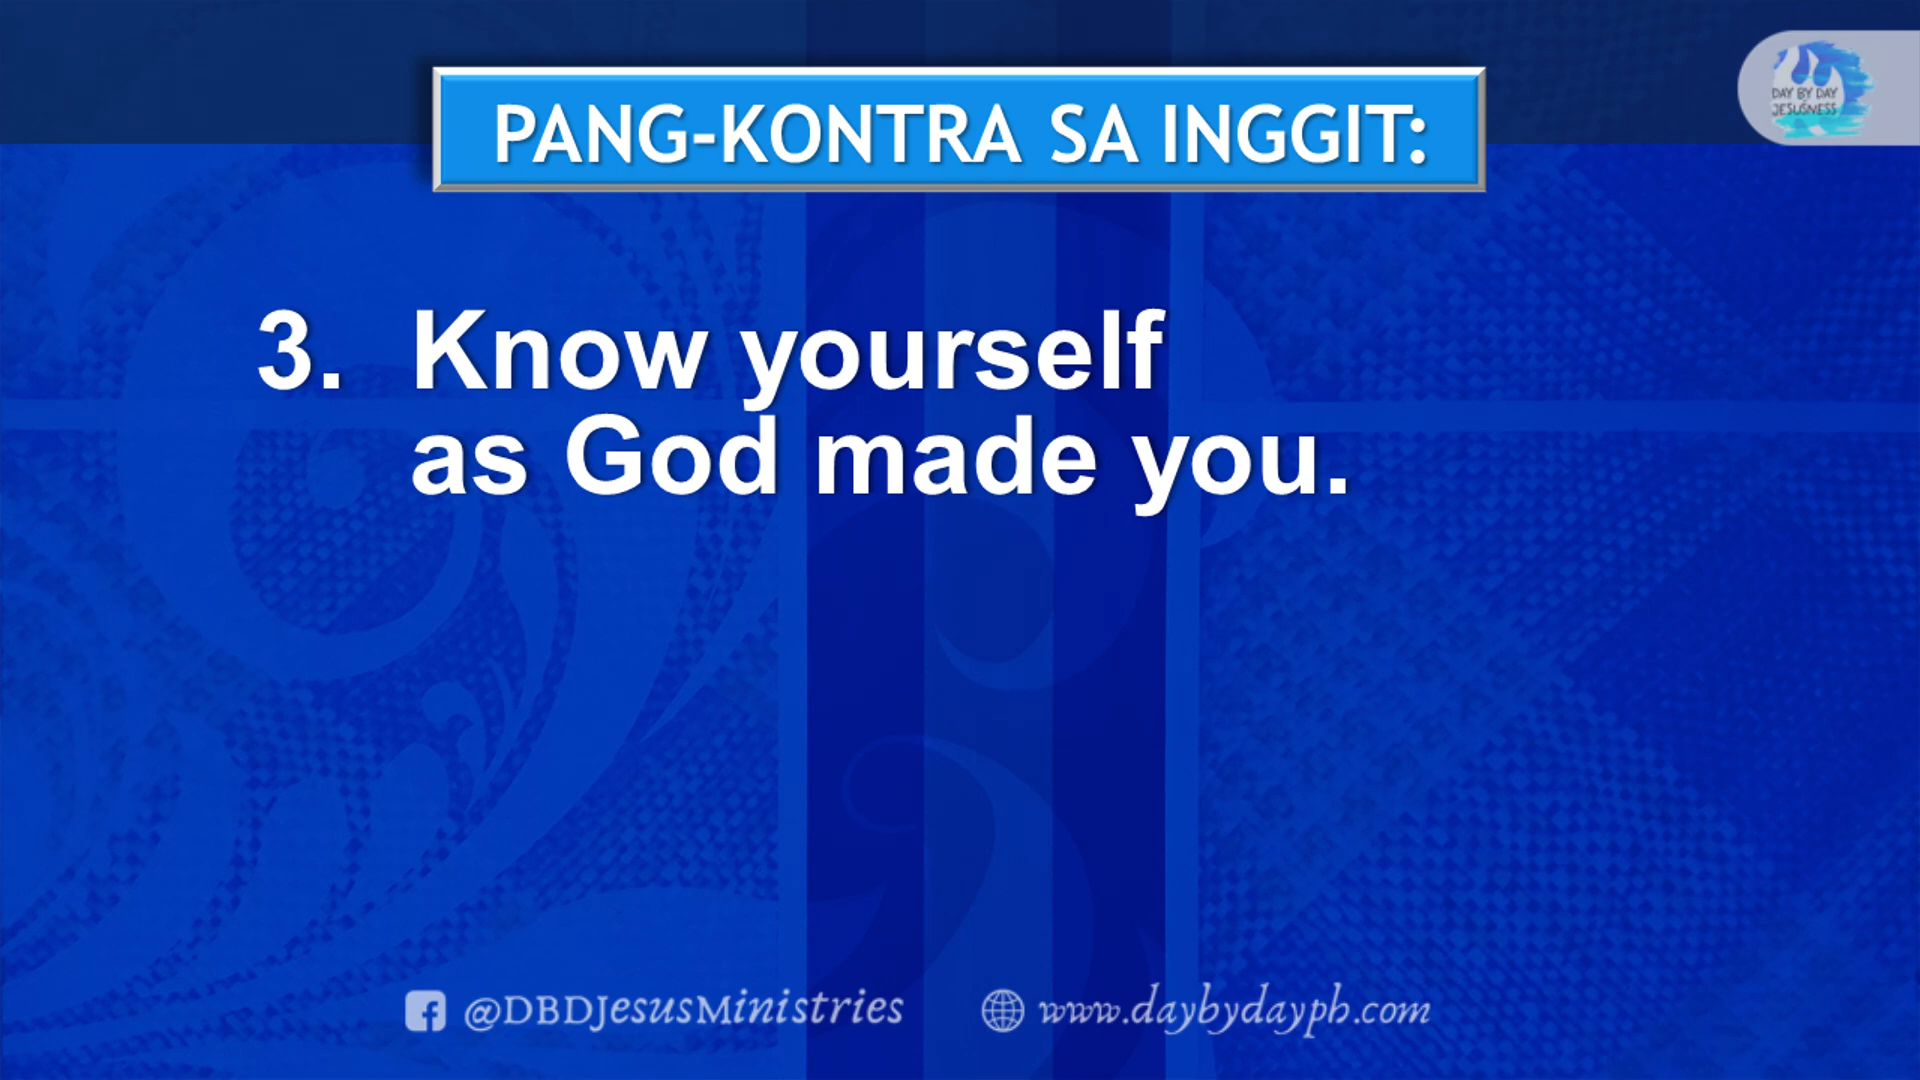 PANG-KONTRA SA INGGIT:
DAY BY DAY
JESUSNESS
3. Know yourself
as God made you.
@DBDJesusMinistries
www.daybydayph.com